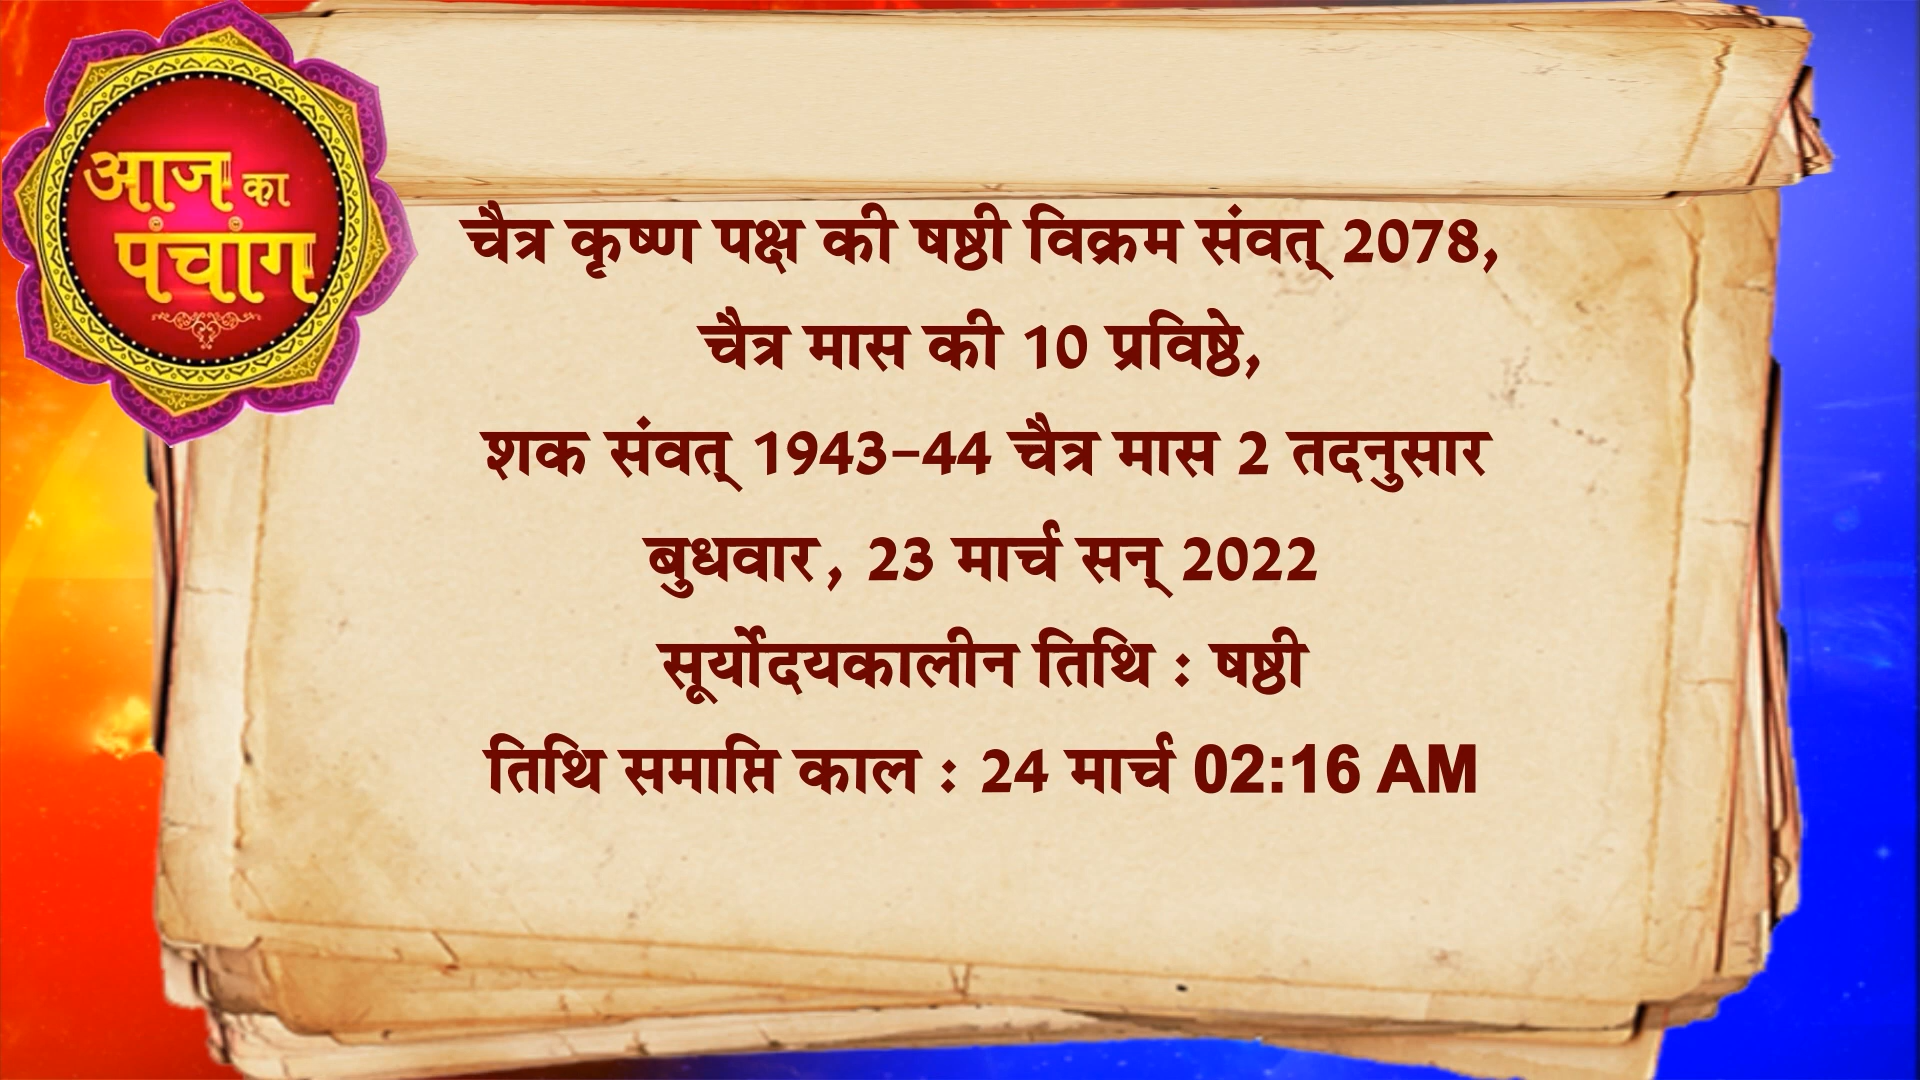 आज का
पंचांग
चैत्र कृष्ण पक्ष की षष्ठी विक्रम संवत् 2078,
चैत्र मास की 10 प्रविष्ठे,
शक संवत् 1943-44 चैत्र मास 2 तदनुसार
बुधवार, 23 मार्च सन् 2022
सूर्योदयकालीन तिथि : षष्ठी
तिथि समाप्ति काल : 24 मार्च 02:16 AM